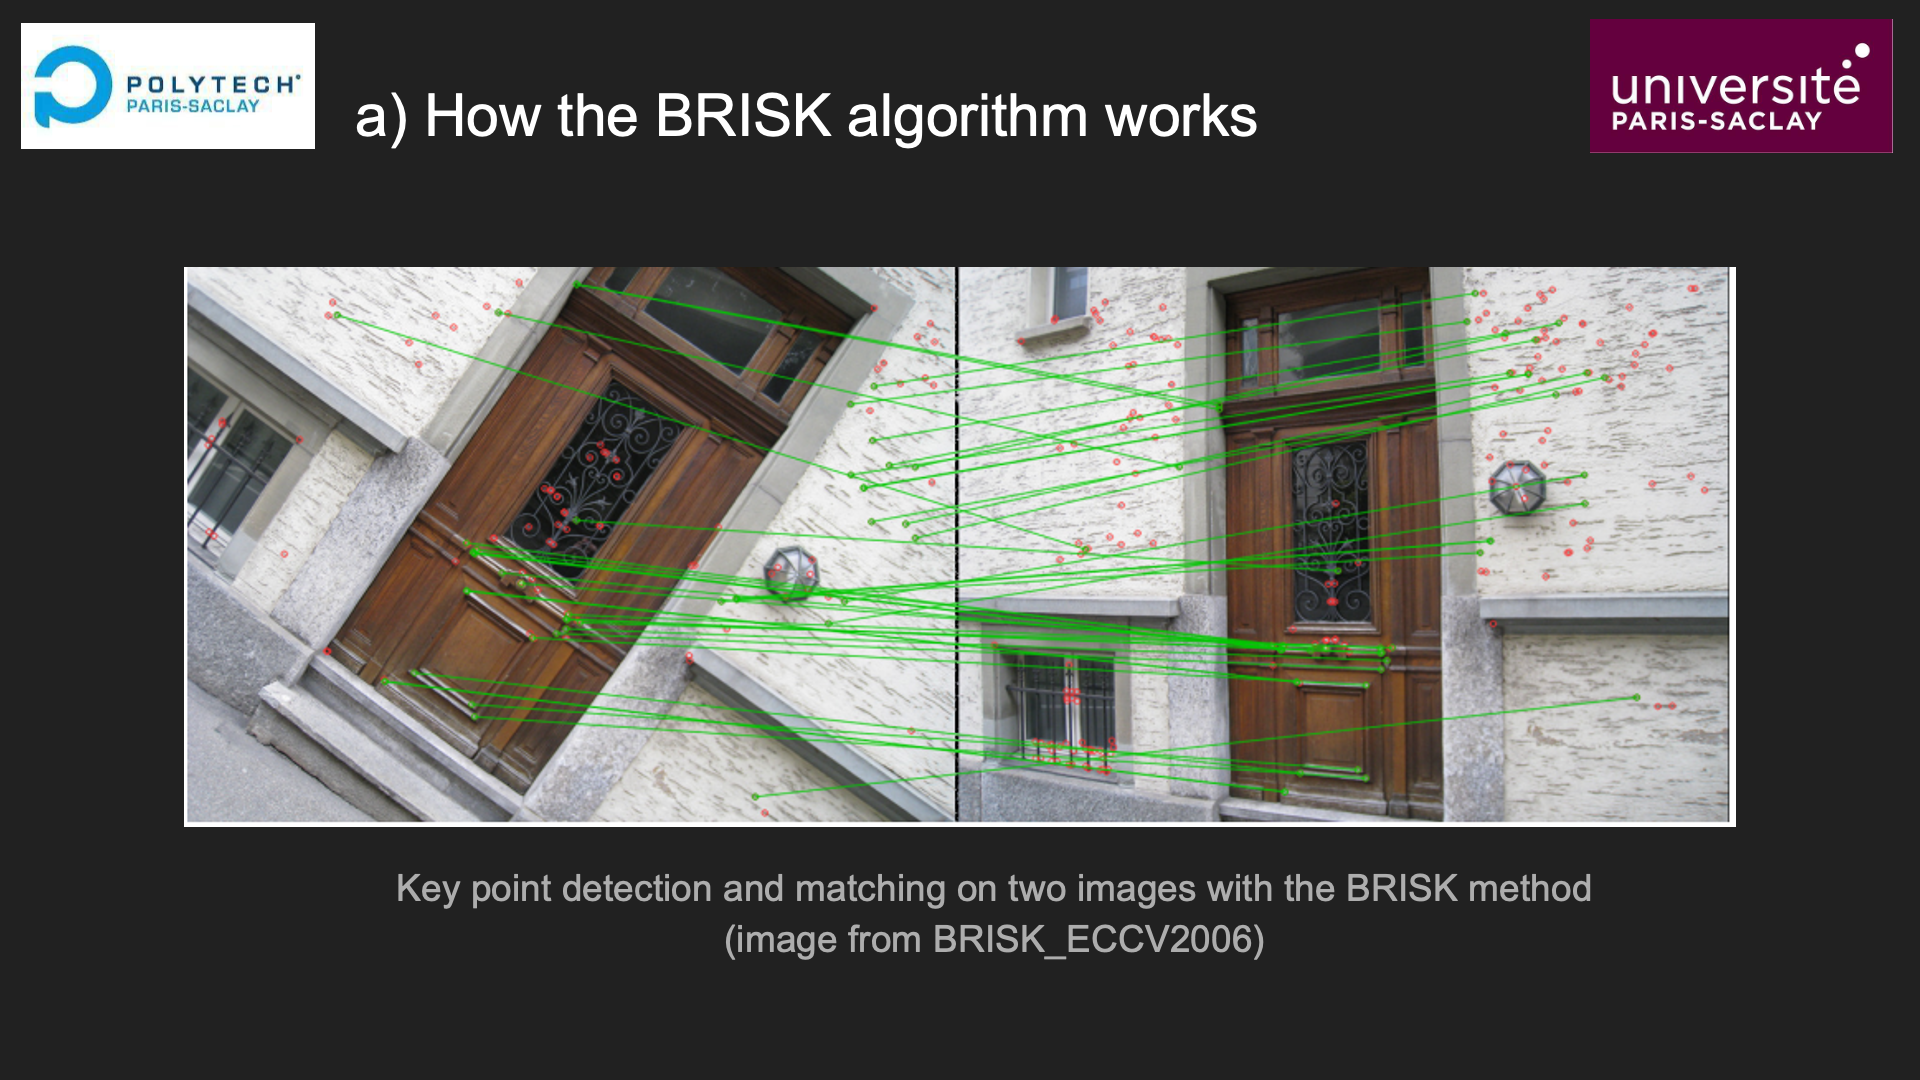 POLYTECH
PARIS-SACLAY
a) How the BRISK algorithm works
université
PARIS-SACLAY
Key point detection and matching on two images with the BRISK method
(image from BRISK_ECCV2006)